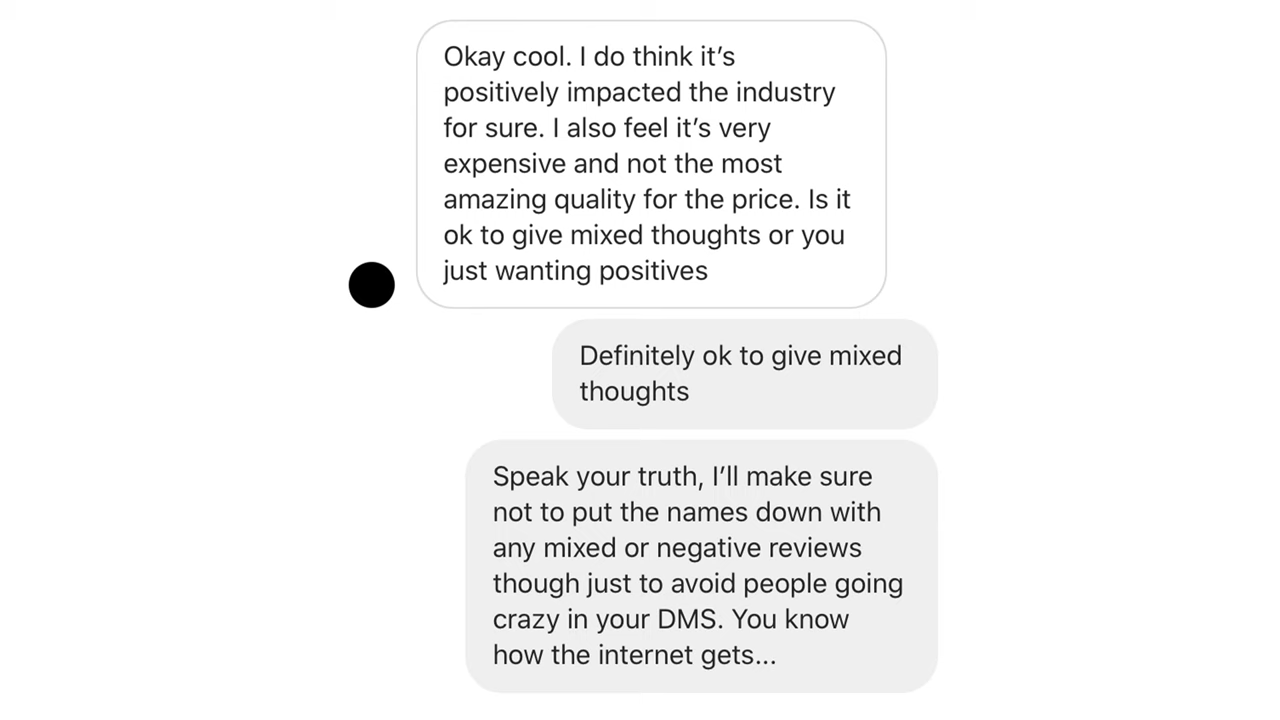 Okay cool. I do think it’s
positively impacted the industry
for sure. I also feel it’s very
expensive and not the most
amazing quality for the price. Is it
ok to give mixed thoughts or you
just wanting positives
Definitely ok to give mixed
thoughts
Speak your truth, I’ll make sure
not to put the names down with
any mixed or negative reviews
though just to avoid people going
crazy in your DMS. You know
how the internet gets...